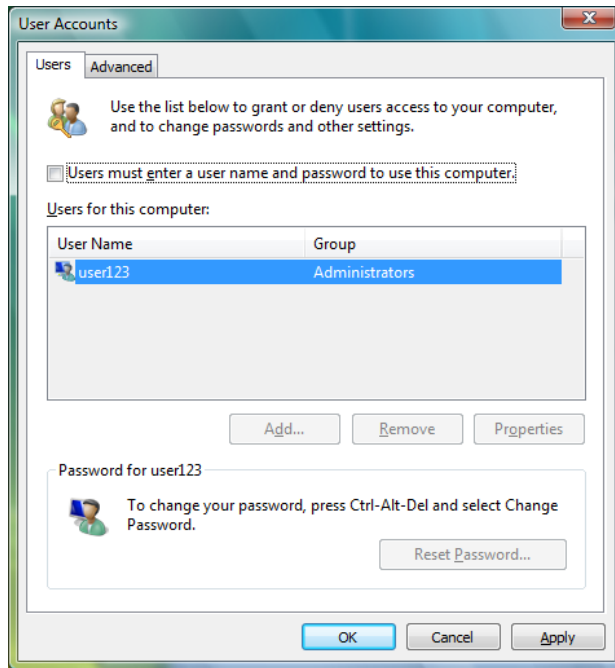 User Accounts
Users
Advanced
Use the list below to grant or deny users access to your computer,
and to change passwords and other settings.
Users must enter a user name and password to use this computer.
Users for this computer:
User Name Group
user123 Administrators
Add... Remove Properties
Password for user123
To change your password, press Ctrl-Alt-Del and select Change
Password.
Reset Password...
OK Cancel Apply